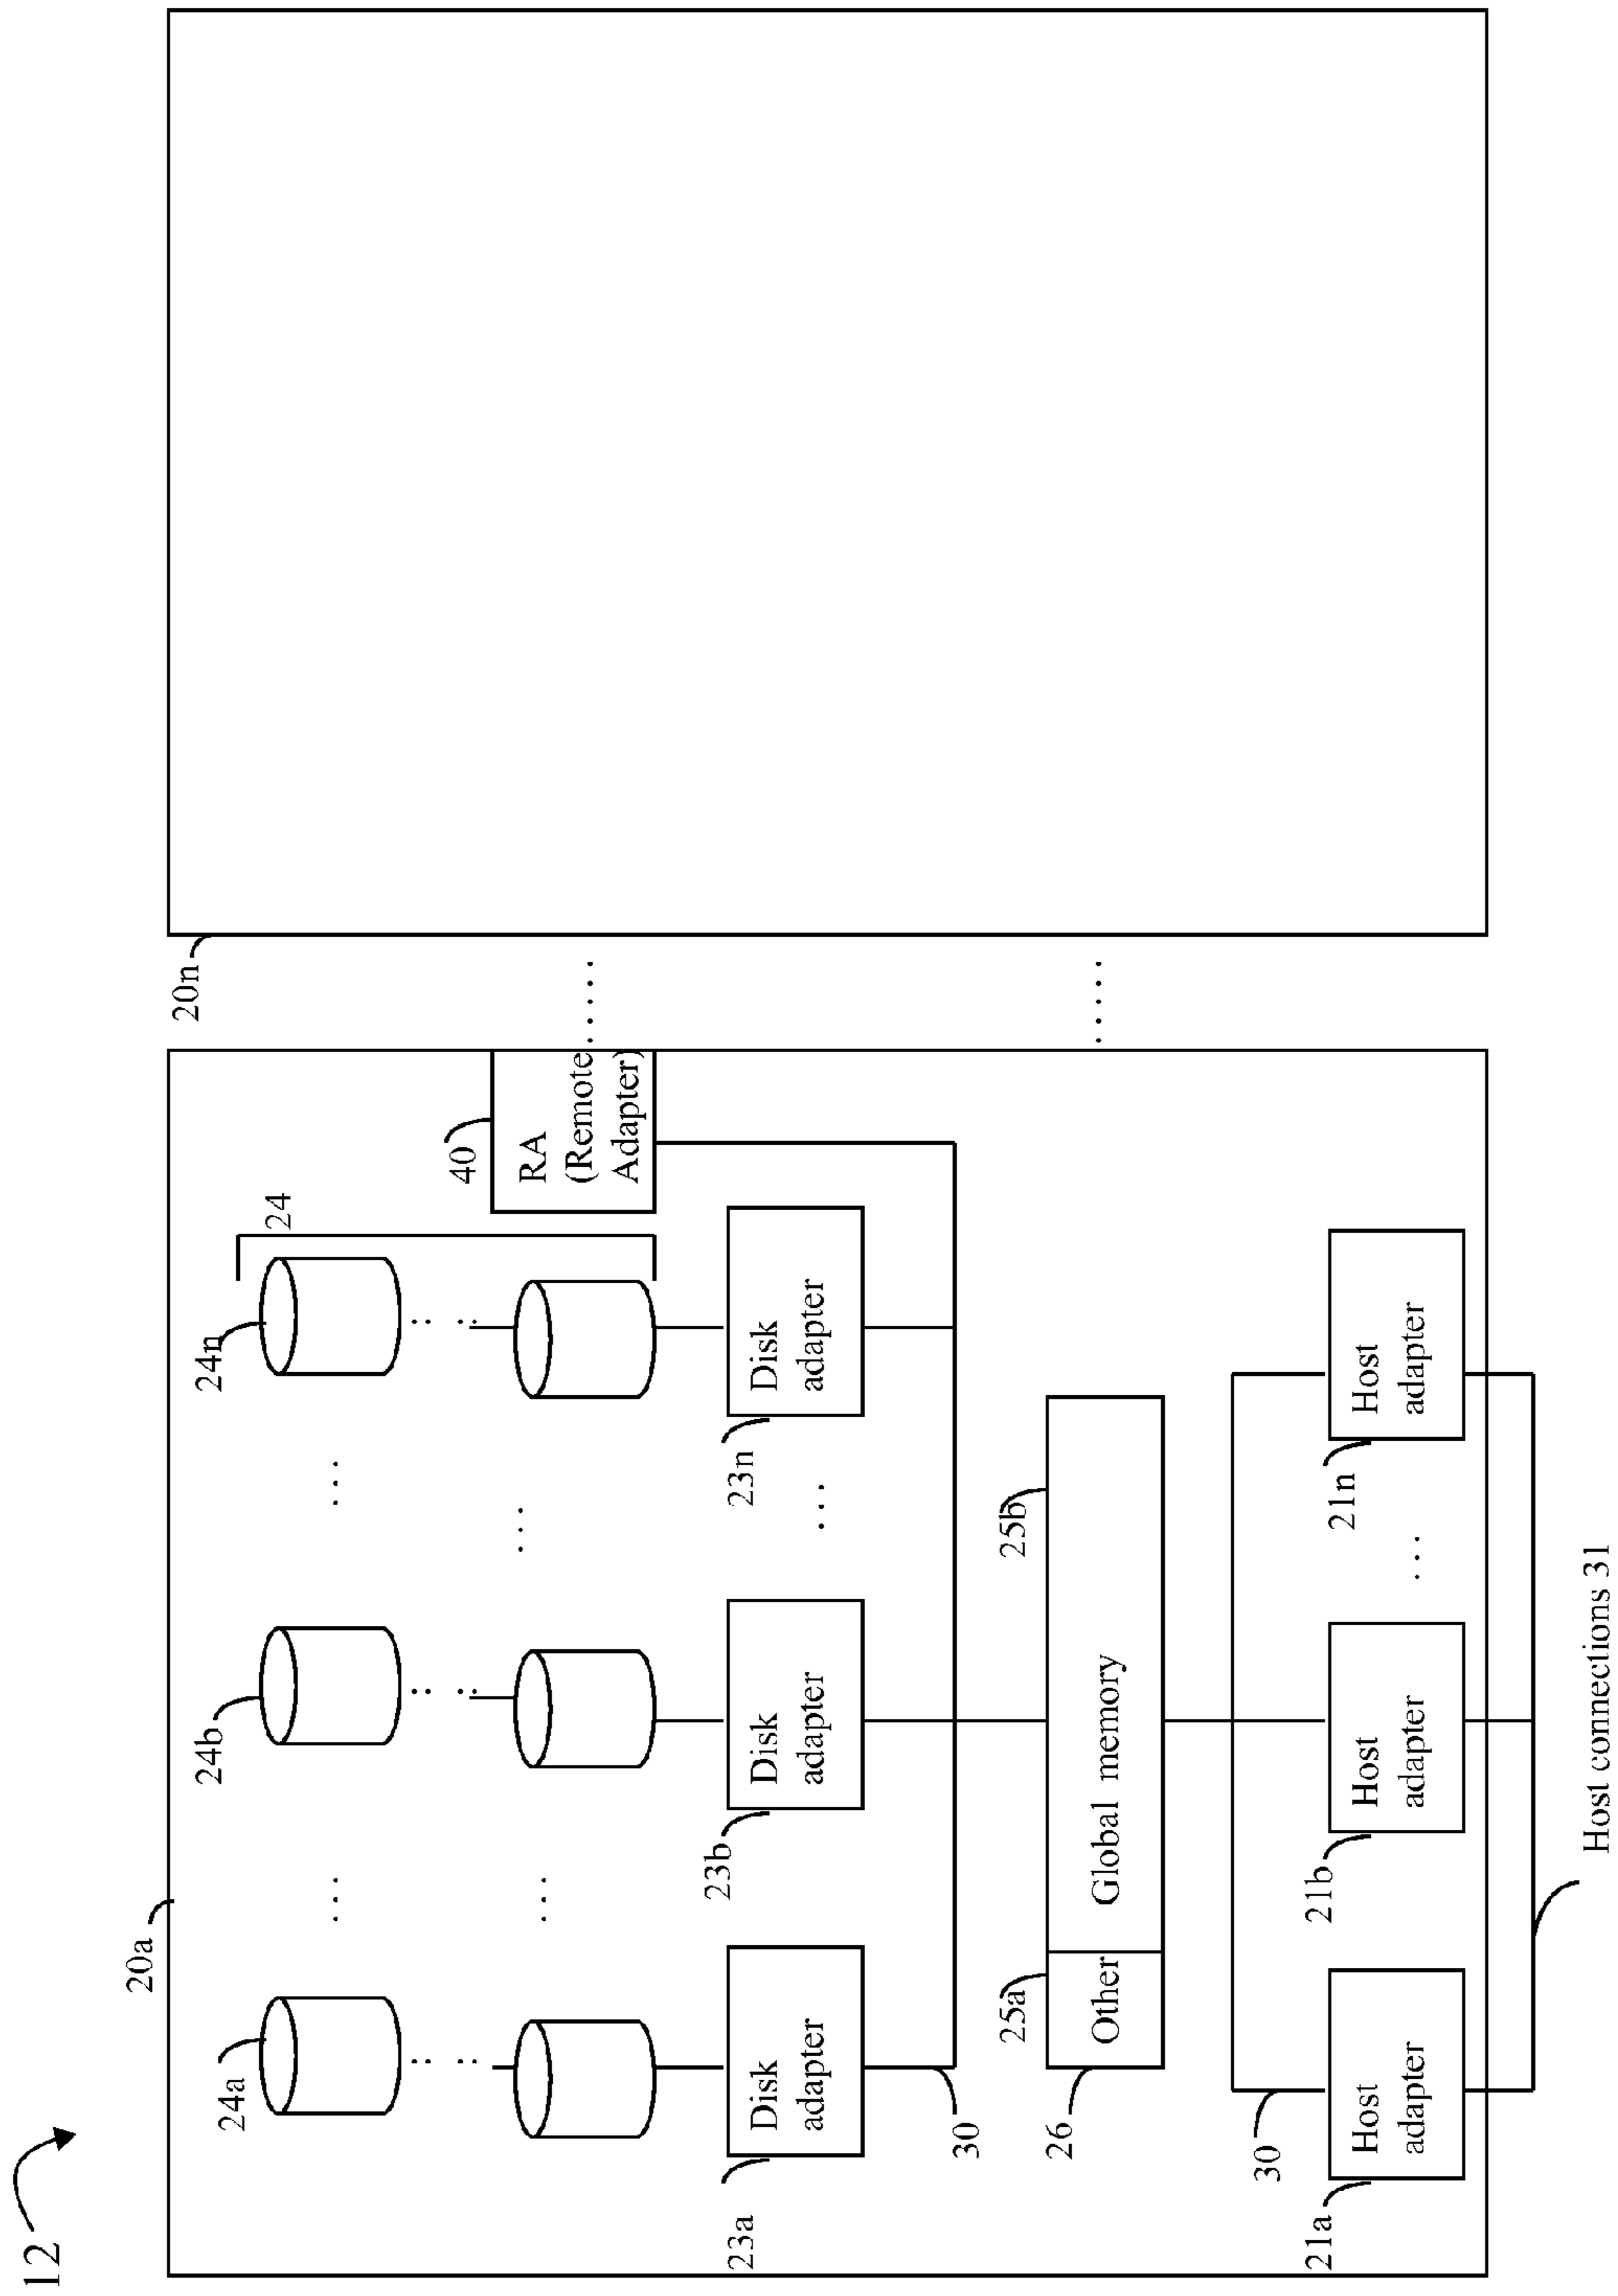 12
20a
20n
24a
24b
24n
24
40
RA
(Remote
Adapter)
. . . . .
Disk
adapter
Disk
adapter
Disk
adapter
23a
23b
23n
30
25a
25b
Other
Global memory
26
. . . . .
30
Host
adapter
Host
adapter
Host
adapter
21a
21b
21n
Host connections 31